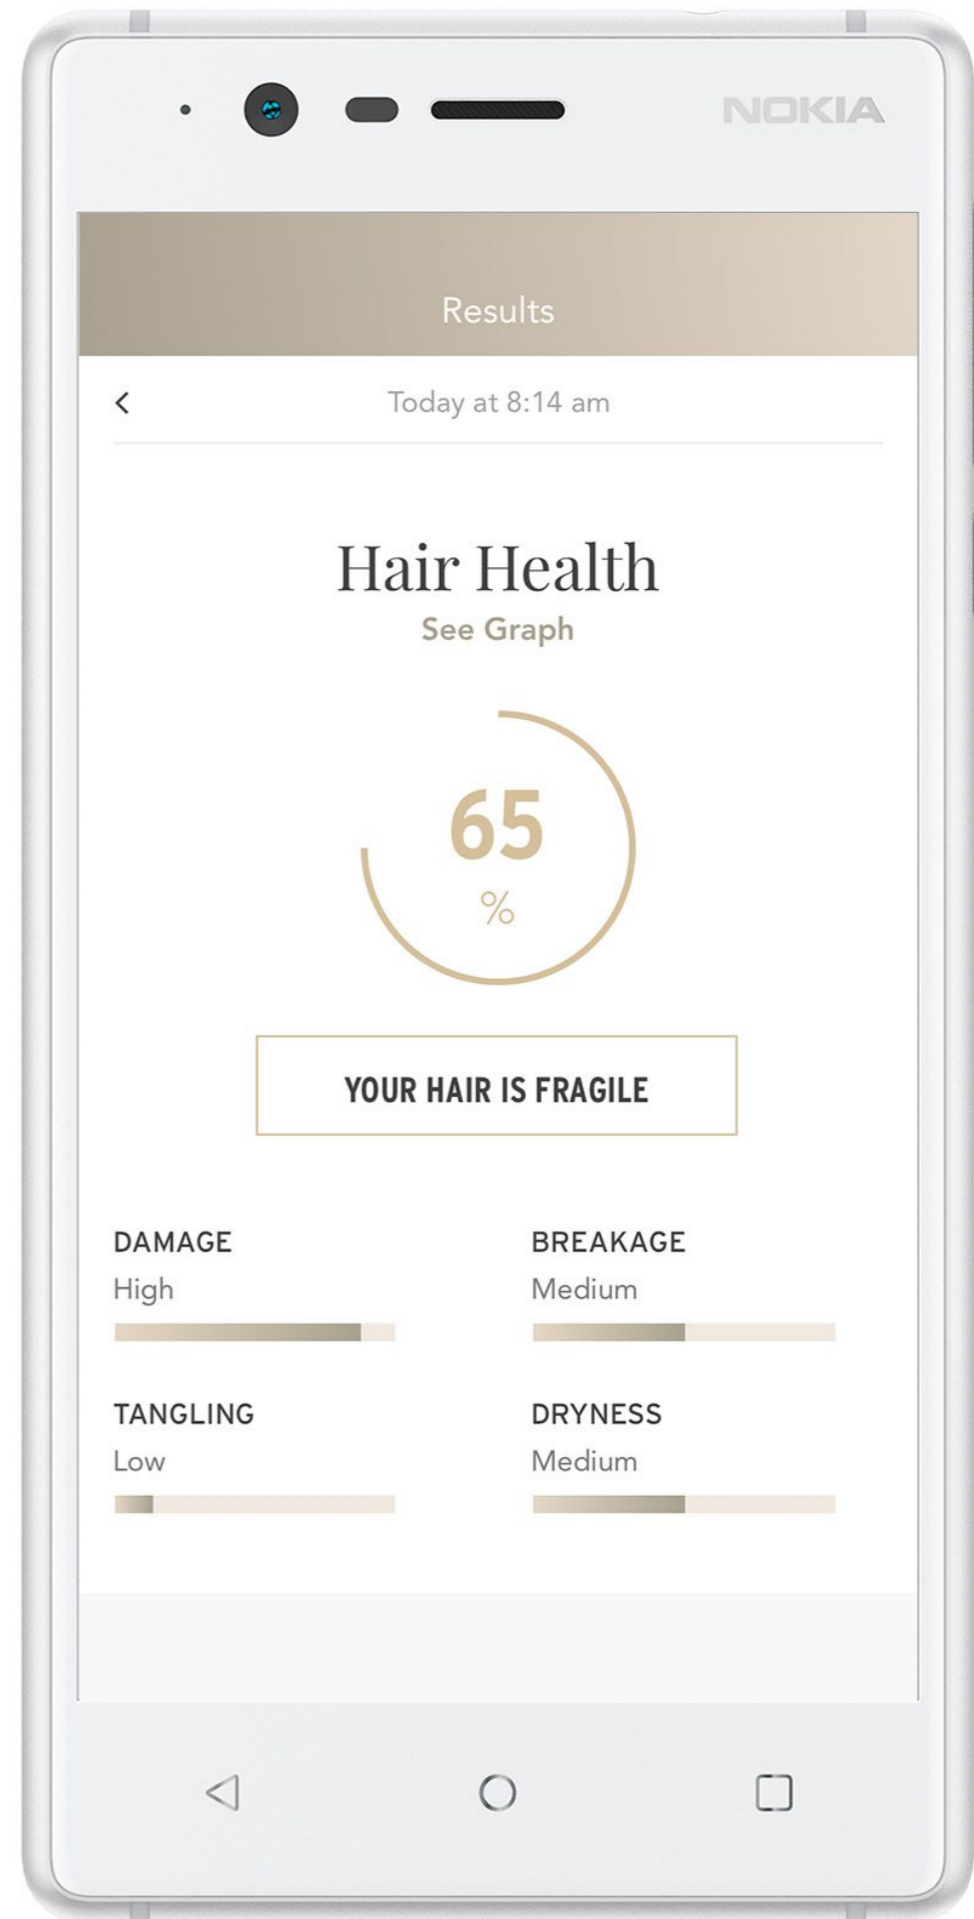 NOKIA
Results
Today at 8:14 am
Hair Health
See Graph
65
%
YOUR HAIR IS FRAGILE
DAMAGE
High
BREAKAGE
Medium
TANGLING
Low
DRYNESS
Medium